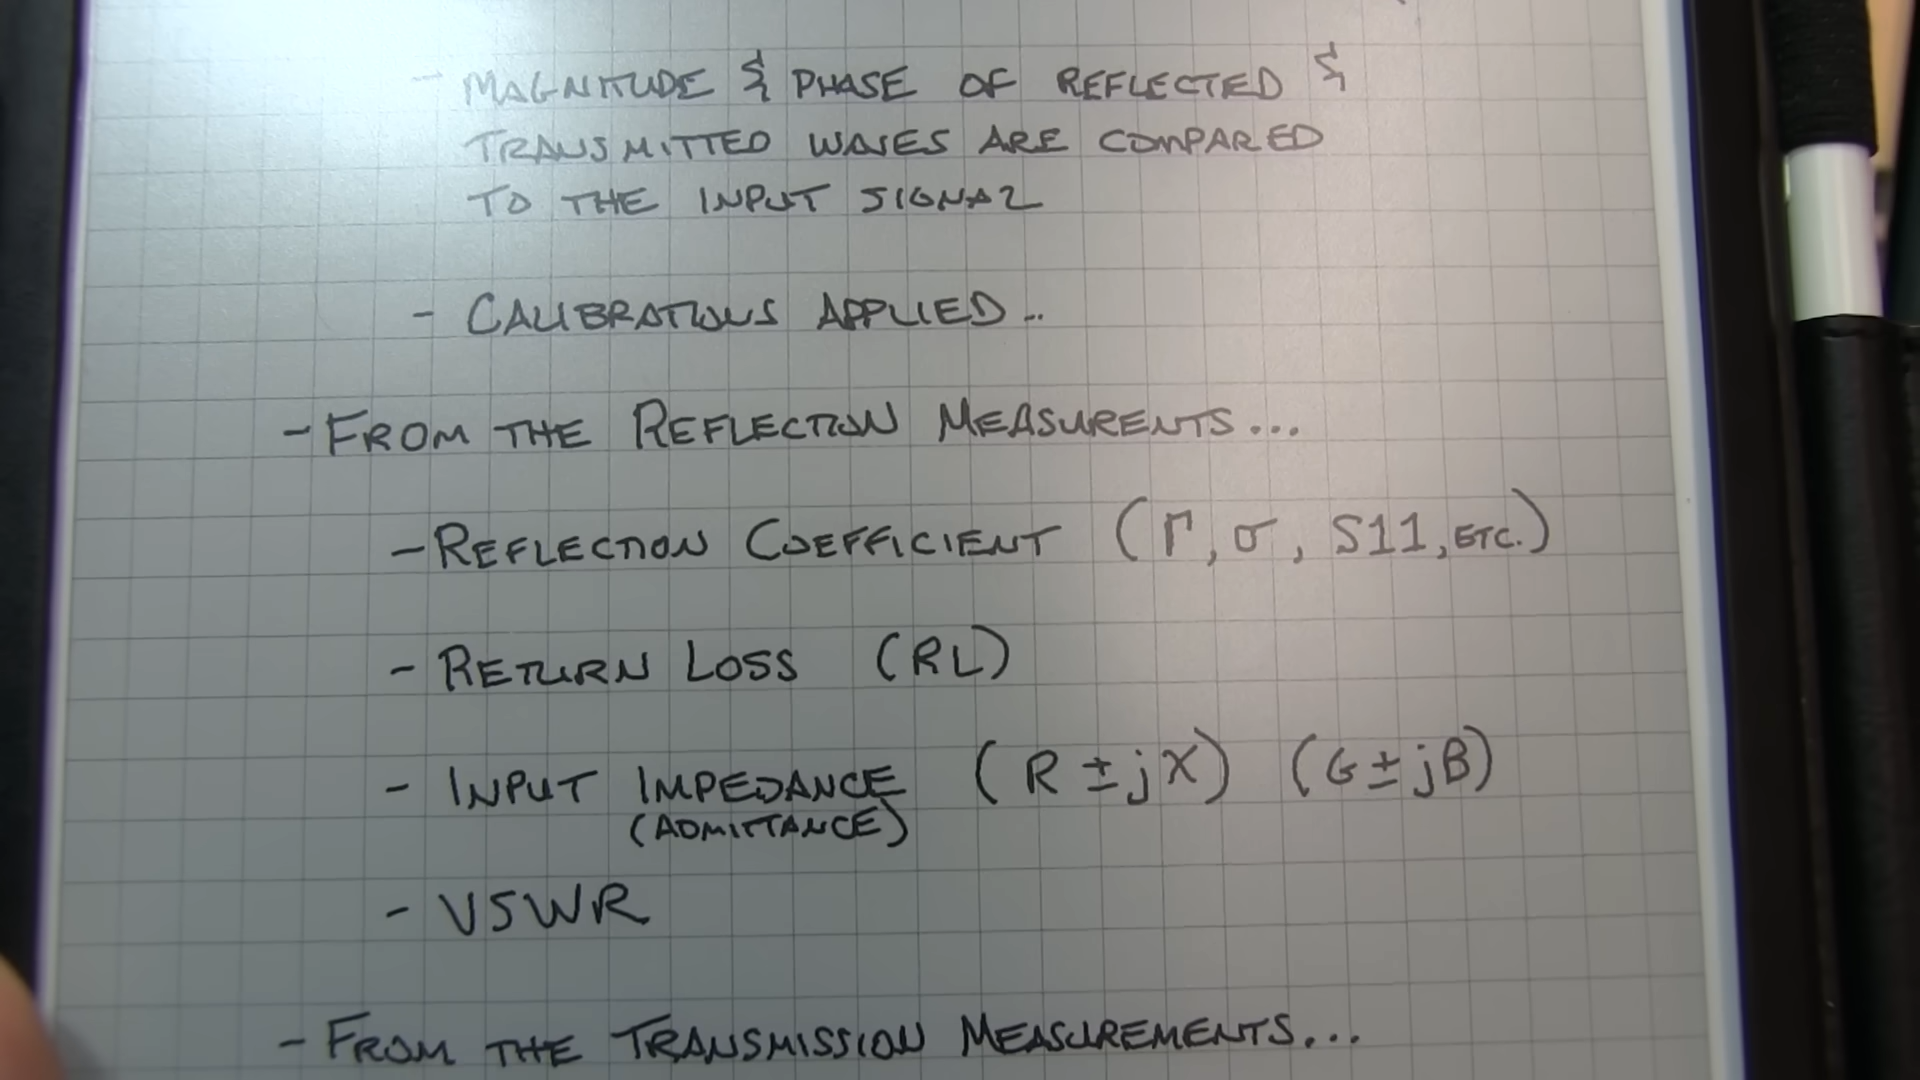 - MAGNITUDE & PHASE OF REFLECTED &
TRANSMITTED WAVES ARE COMPARED
TO THE INPUT SIGNAL
- CALIBRATIONS APPLIED..
- FROM THE REFLECTION MEASURENTS...
- REFLECTION COEFFICIENT (Γ, σ, S11, ETC.)
- RETURN LOSS (RL)
- INPUT IMPEDANCE (R ± jX) (G ± jB)
(ADMITTANCE)
- VSWR
- FROM THE TRANSMISSION MEASUREMENTS...